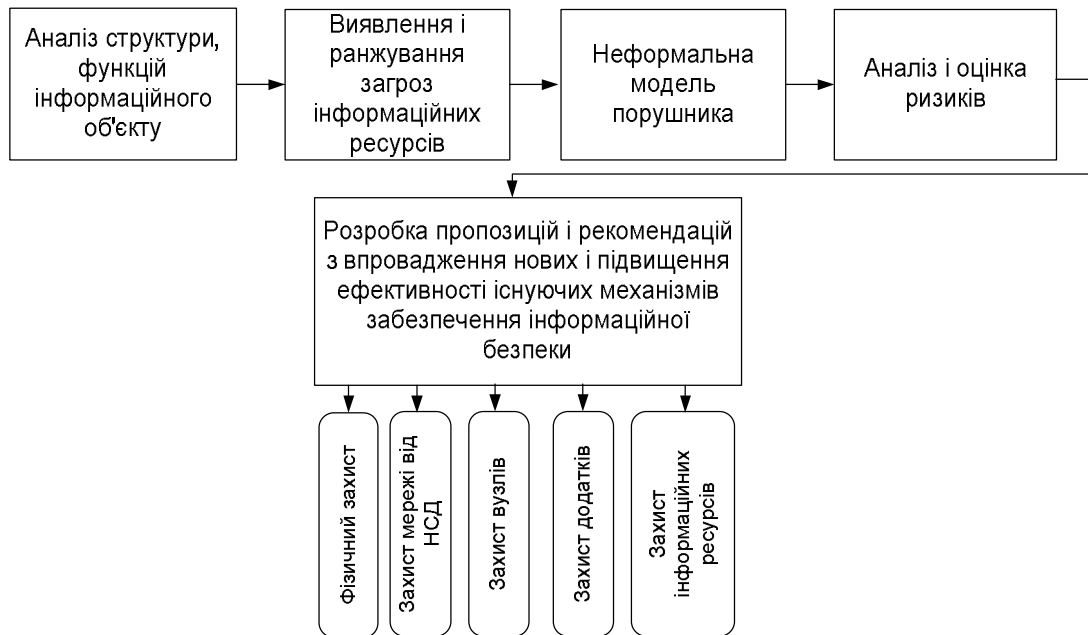 Аналіз структури,
функцій
інформаційного
об'єкту
Виявлення і
ранжування
загроз
інформаційних
ресурсів
Неформальна
модель
порушника
Аналіз і оцінка
ризиків
Розробка пропозицій і рекомендацій
з впровадження нових і підвищення
ефективності існуючих механізмів
забезпечення інформаційної
безпеки
Фізичний захист
Захист мережі від
НСД
Захист вузлів
Захист додатків
Захист
інформаційних
ресурсів